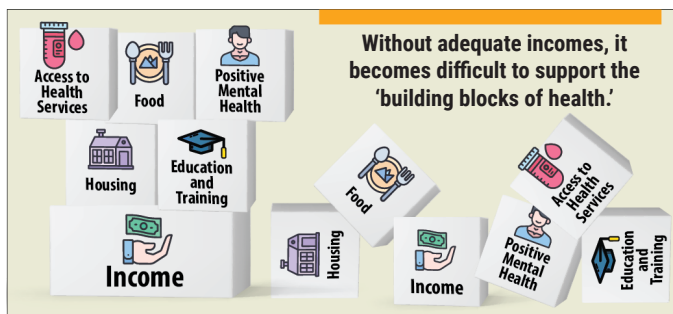 Without adequate incomes, it
becomes difficult to support the
‘building blocks of health.’
Access to
Health
Services
Food
Positive
Mental
Health
Housing
Education
and
Training
Income
Housing
Food
Income
Access to
Health
Services
Positive
Mental
Health
Education
and
Training